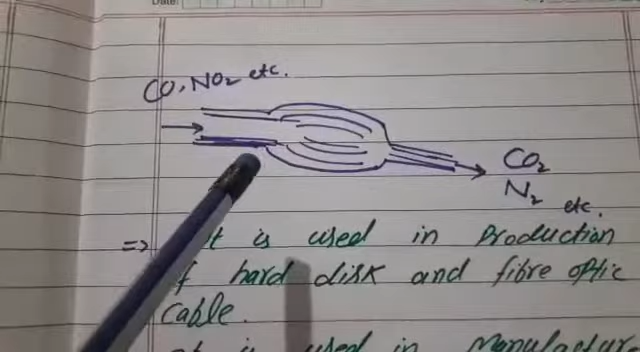 Date:
CO, NO2 etc.
CO2
N2 etc.
=> It is used in Production
of hard disk and fibre optic
Cable.
is used in manufacture